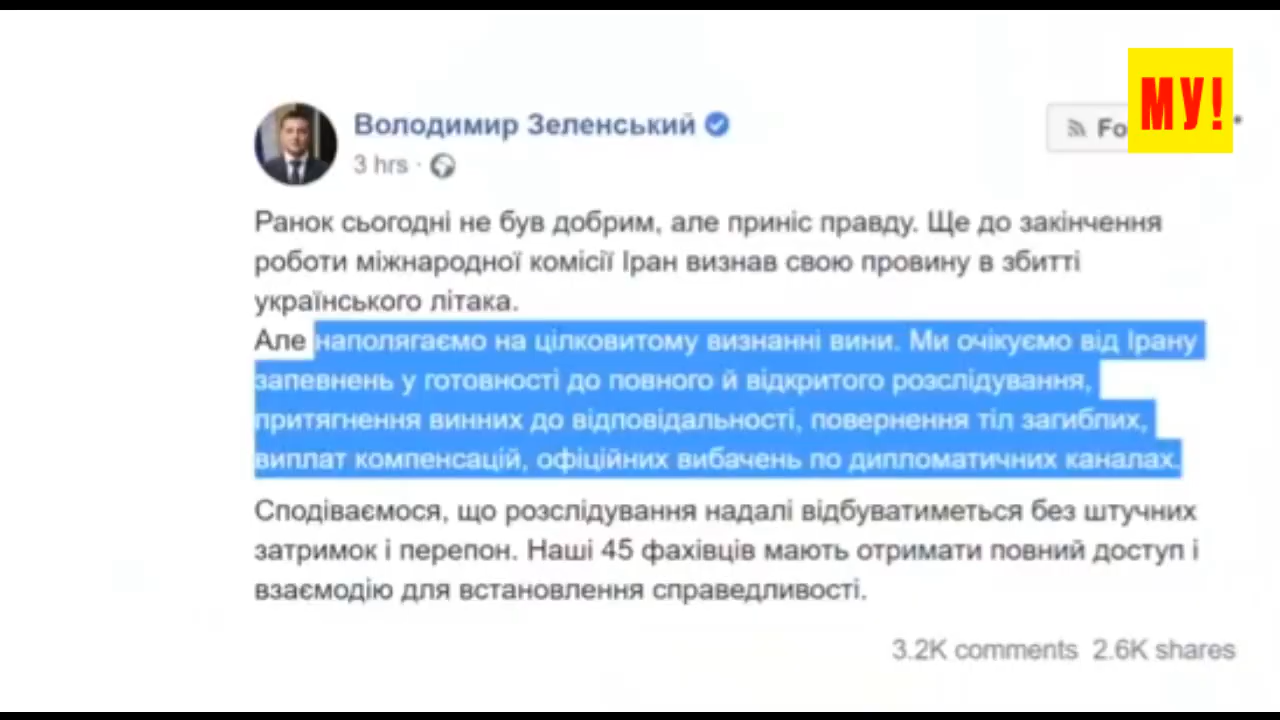 МУ!
Володимир Зеленський
3 hrs ·
Fo
Ранок сьогодні не був добрим, але приніс правду. Ще до закінчення
роботи міжнародної комісії Іран визнав свою провину в збитті
українського літака.
Але наполягаємо на цілковитому визнанні вини. Ми очікуємо від Ірану
запевнень у готовності до повного й відкритого розслідування,
притягнення винних до відповідальності, повернення тіл загиблих,
виплат компенсацій, офіційних вибачень по дипломатичних каналах.
Сподіваємося, що розслідування надалі відбуватиметься без штучних
затримок і перепон. Наші 45 фахівців мають отримати повний доступ і
взаємодію для встановлення справедливості.
3.2K comments 2.6K shares